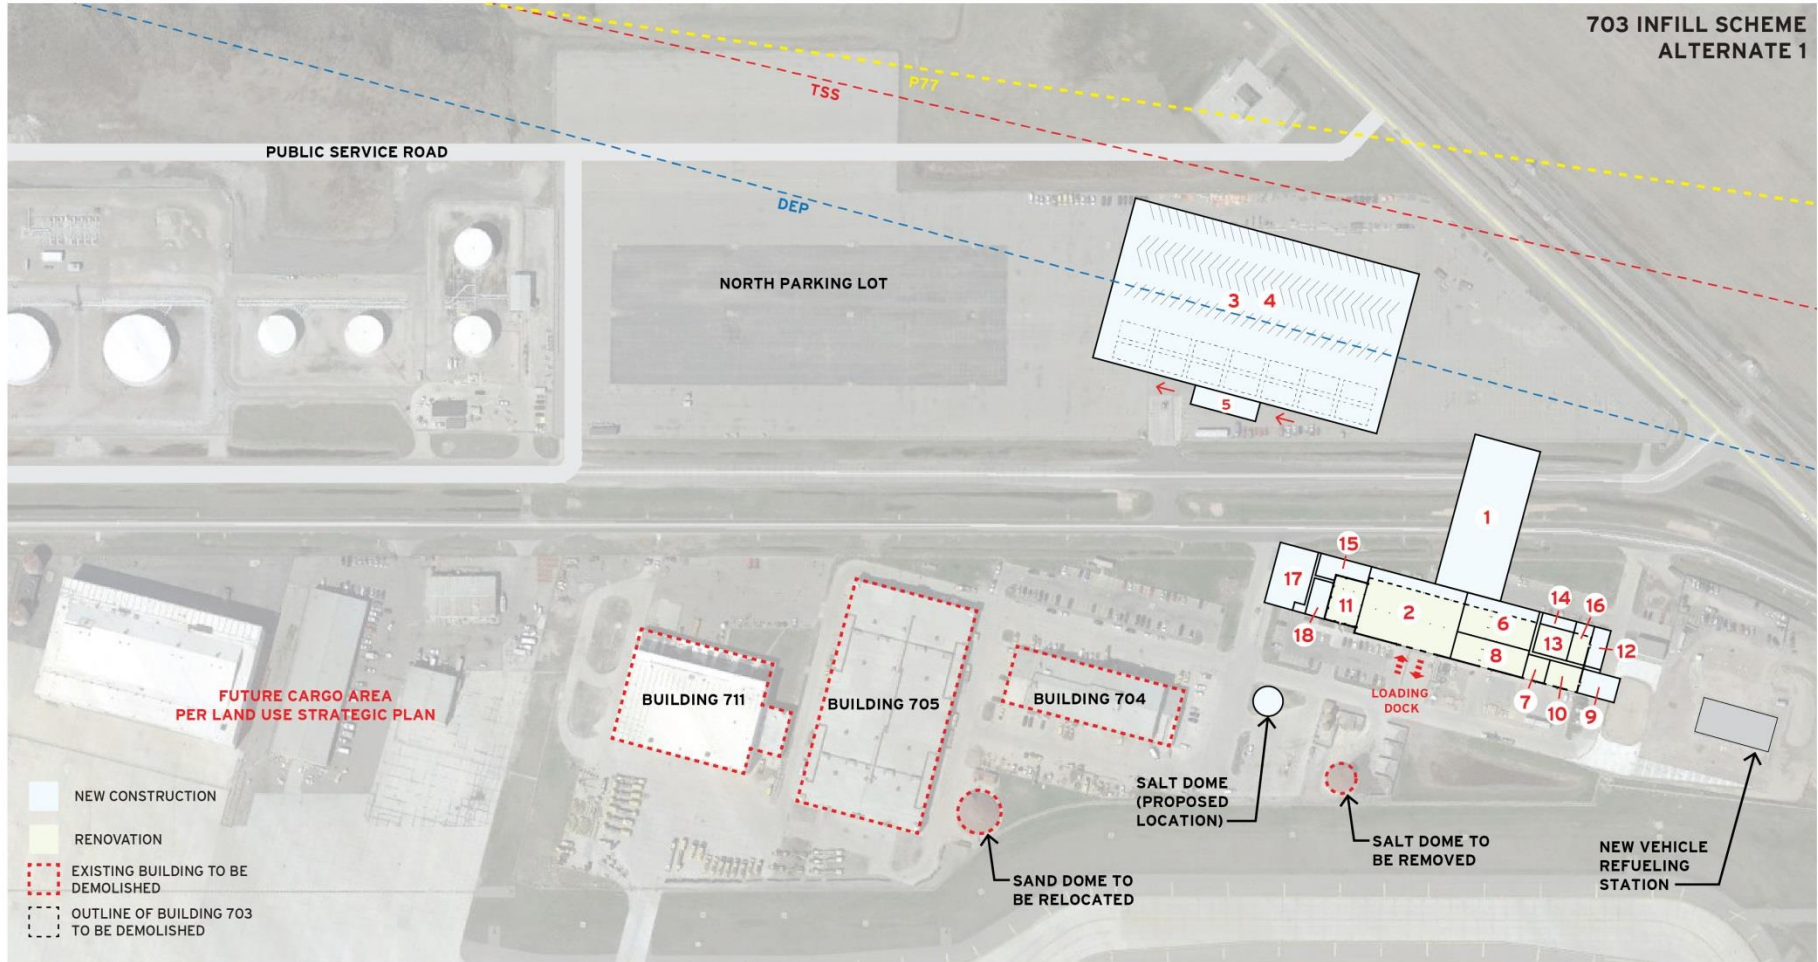 703 INFILL SCHEME
ALTERNATE 1
P77
TSS
PUBLIC SERVICE ROAD
DEP
NORTH PARKING LOT
3 4
5
1
15
17
11
2
14
16
6
13
12
18
8
7
10
9
LOADING
DOCK
FUTURE CARGO AREA
PER LAND USE STRATEGIC PLAN
BUILDING 711
BUILDING 705
BUILDING 704
SALT DOME
(PROPOSED
LOCATION)
SALT DOME TO
BE REMOVED
NEW VEHICLE
REFUELING
STATION
SAND DOME TO
BE RELOCATED
NEW CONSTRUCTION
RENOVATION
EXISTING BUILDING TO BE
DEMOLISHED
OUTLINE OF BUILDING 703
TO BE DEMOLISHED